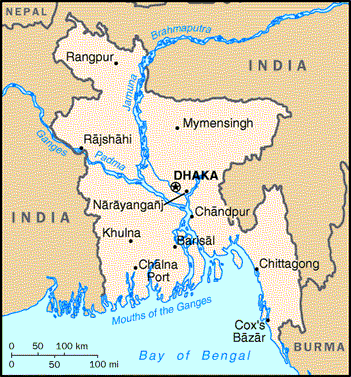 NEPAL
Brahmaputra
Rangpur
INDIA
Jamuna
Mymensingh
Ganges
Rājshāhi
Padma
DHAKA
Nārāyanganj
Chāndpur
INDIA
Khulna
Barisāl
Chālna
Port
Chittagong
Mouths of the Ganges
Cox's
Bāzār
BURMA
0 50 100 km
0 50 100 mi
Bay of Bengal